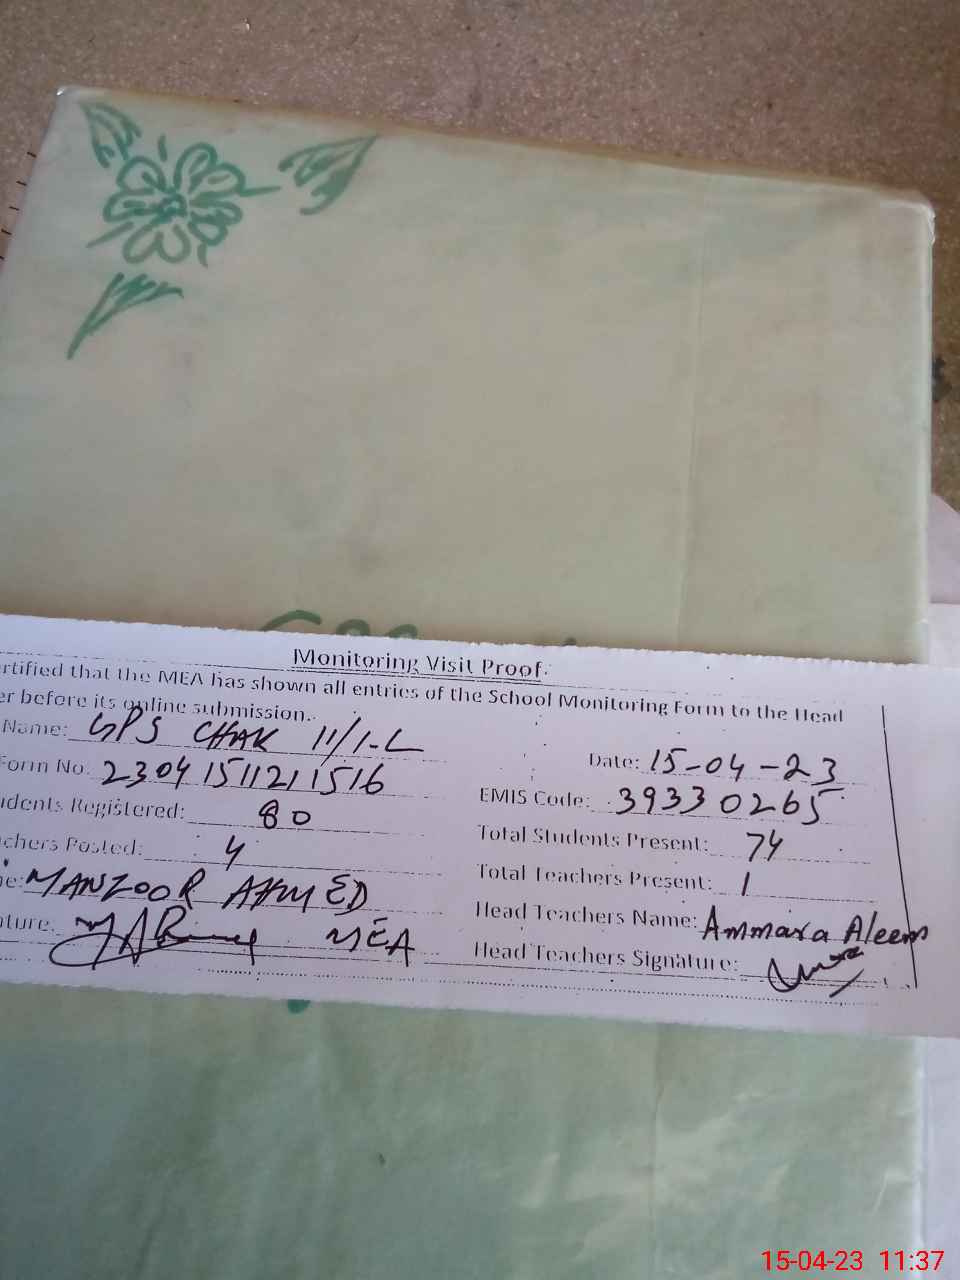 Monitoring Visit Proof
rtified that the MEA has shown all entries of the School Monitoring Form to the Head
er before its online submission.
Name: GPS CHAK 11/1-L Date: 15-04-23
Form No: 23041511211516 EMIS Code: 39330265
udents Registered: 80 Total Students Present: 74
chers Posted: 4 Total Teachers Present: 1
e: MANZOOR AHMED Head Teachers Name: Ammara Aleem
ature: MEA Head Teachers Signature:
15-04-23 11:37